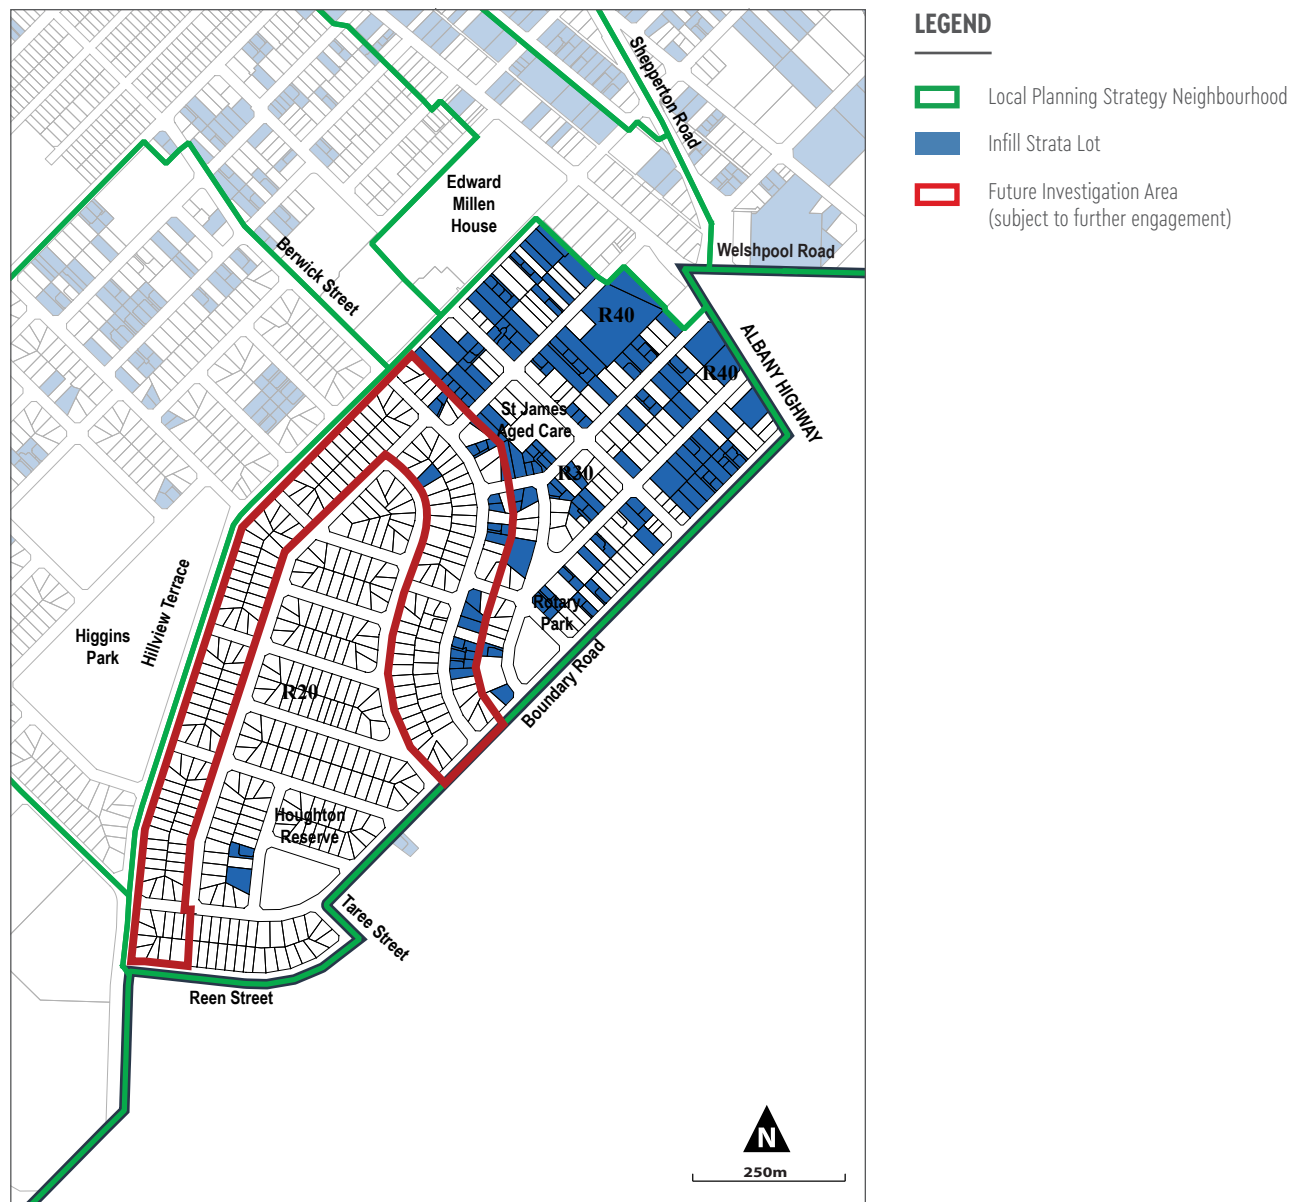 LEGEND
Local Planning Strategy Neighbourhood
Infill Strata Lot
Future Investigation Area
(subject to further engagement)
Shepperton Road
Edward
Millen
House
Berwick Street
Welshpool Road
R40
ALBANY HIGHWAY
R40
St James
Aged Care
R30
Hillview Terrace
Higgins
Park
Rotary
Park
Boundary Road
R20
Houghton
Reserve
Taree Street
Reen Street
N
250m